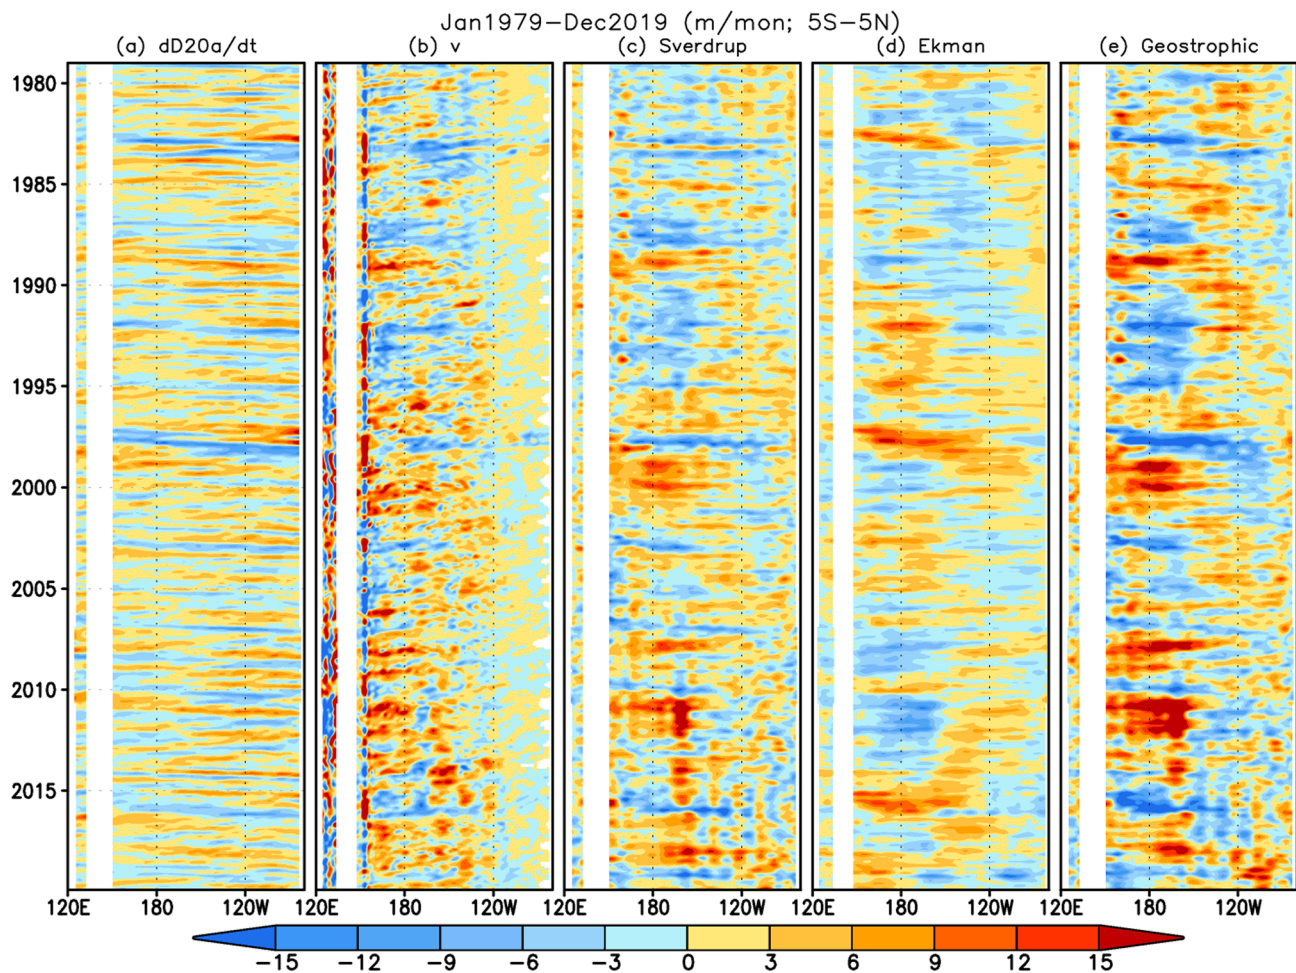 Jan1979−Dec2019 (m/mon; 5S−5N)
(a) dD20a/dt (b) v (c) Sverdrup (d) Ekman (e) Geostrophic
1980
1985
1990
1995
2000
2005
2010
2015
120E 180 120W 120E 180 120W 120E 180 120W 120E 180 120W 120E 180 120W
−15 −12 −9 −6 −3 0 3 6 9 12 15